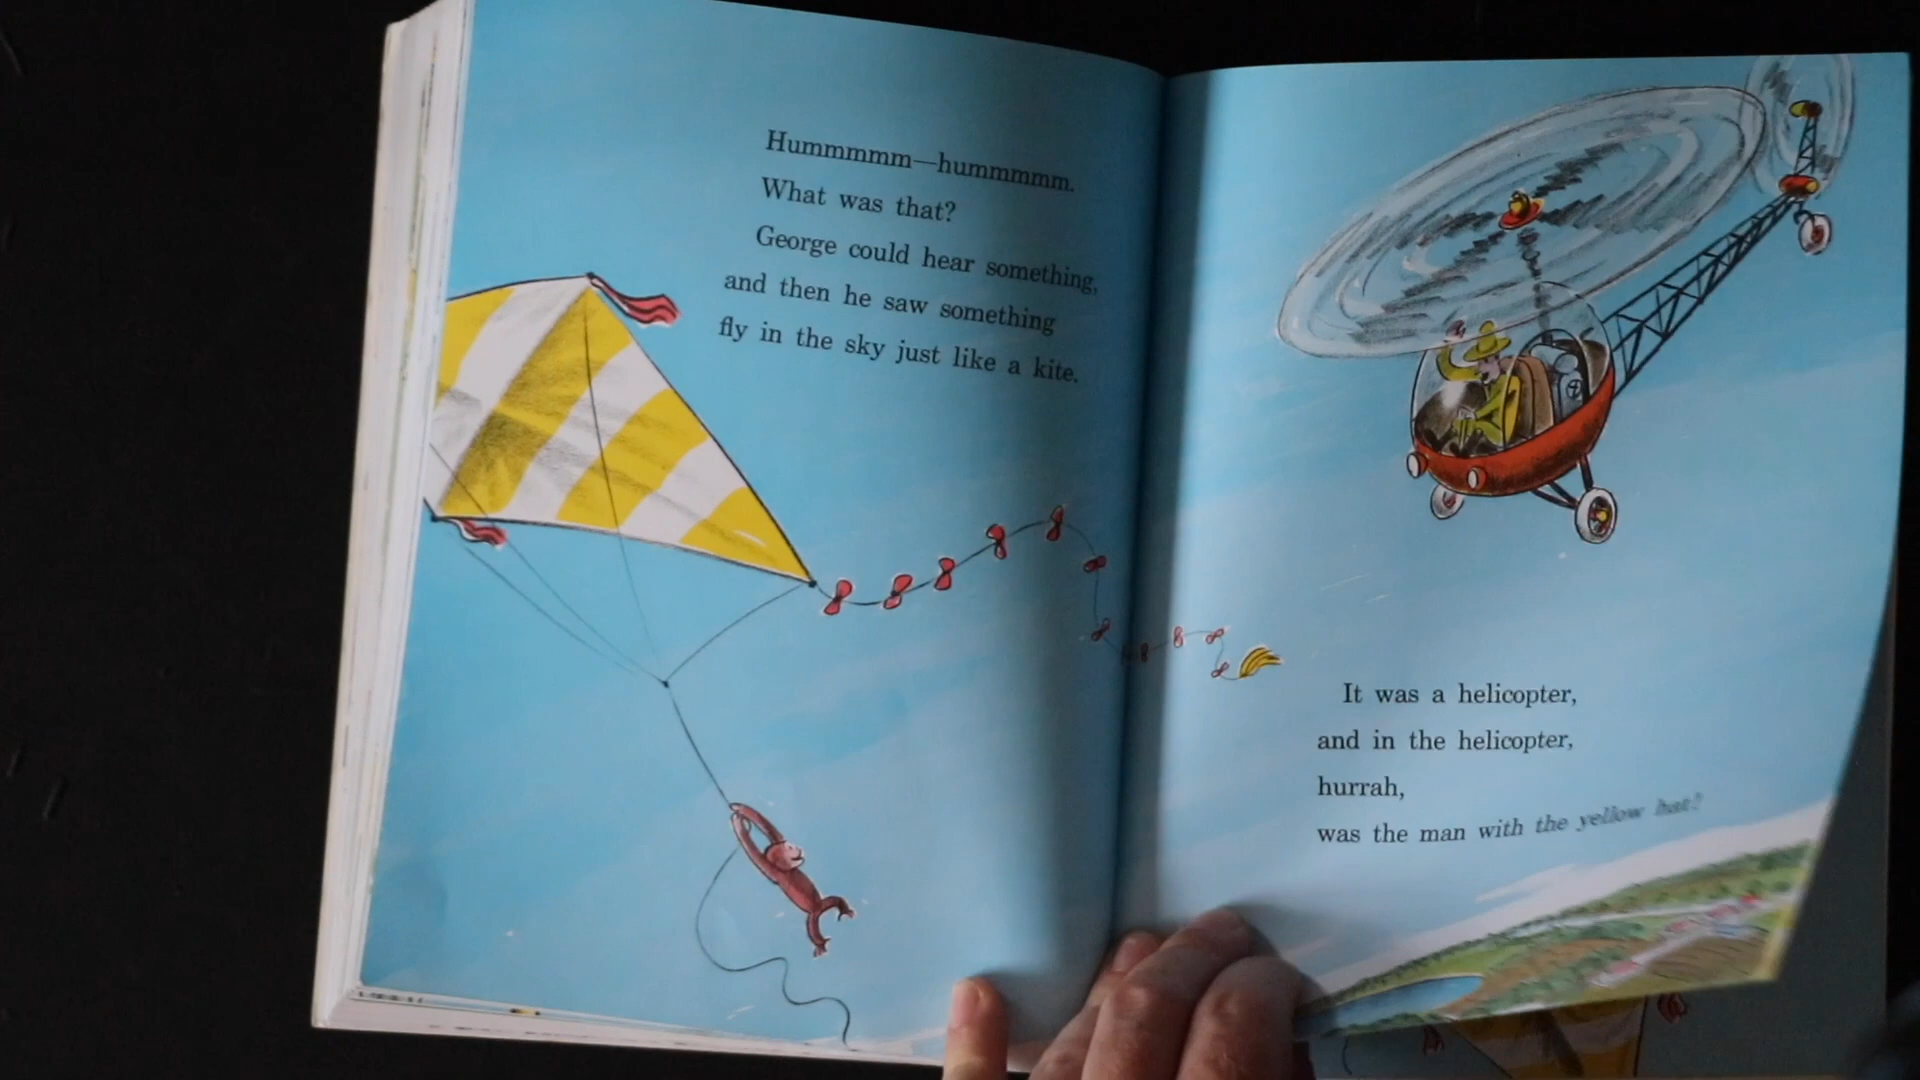 Hummmmm—hummmmm.
What was that?
George could hear something,
and then he saw something
fly in the sky just like a kite.
It was a helicopter,
and in the helicopter,
hurrah,
was the man with the yellow hat!